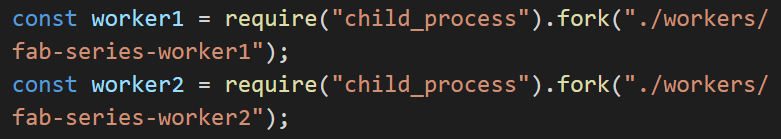 const worker1 = require("child_process").fork("./workers/
fab-series-worker1");
const worker2 = require("child_process").fork("./workers/
fab-series-worker2");